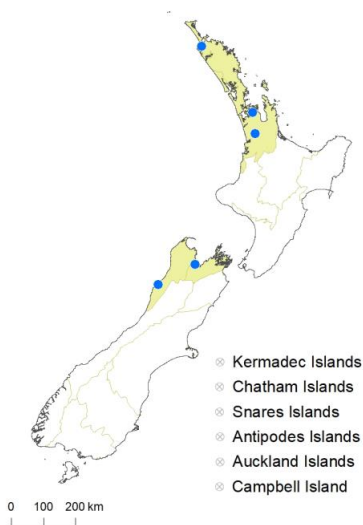 Kermadec Islands
Chatham Islands
Snares Islands
Antipodes Islands
Auckland Islands
Campbell Island
0 100 200 km